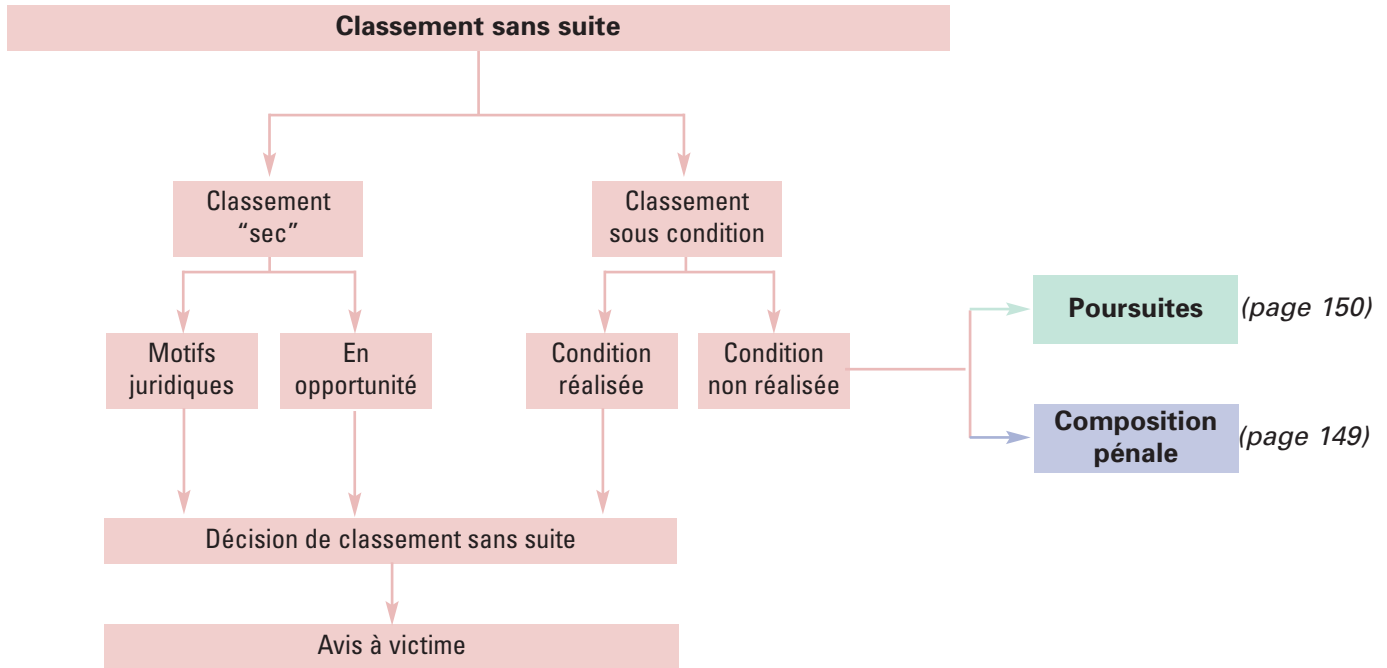 Classement sans suite
Classement
“sec”
Classement
sous condition
Motifs
juridiques
En
opportunité
Condition
réalisée
Condition
non réalisée
Poursuites
(page 150)
Composition
pénale
(page 149)
Décision de classement sans suite
Avis à victime